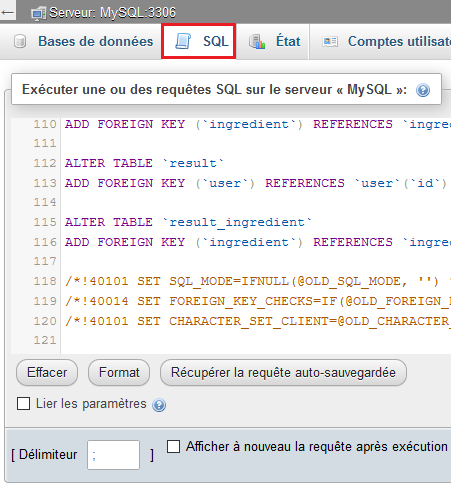 Serveur: MySQL:3306
Bases de données SQL État Comptes utilisate
Exécuter une ou des requêtes SQL sur le serveur « MySQL »:
110 ADD FOREIGN KEY (`ingredient`) REFERENCES `ingre
111
112 ALTER TABLE `result`
113 ADD FOREIGN KEY (`user`) REFERENCES `user`(`id`)
114
115 ALTER TABLE `result_ingredient`
116 ADD FOREIGN KEY (`ingredient`) REFERENCES `ingre
117
118 /*!40101 SET SQL_MODE=IFNULL(@OLD_SQL_MODE, '')
119 /*!40014 SET FOREIGN_KEY_CHECKS=IF(@OLD_FOREIGN_
120 /*!40101 SET CHARACTER_SET_CLIENT=@OLD_CHARACTER_
121
Effacer Format Récupérer la requête auto-sauvegardée
Lier les paramètres
[ Délimiteur ; ] Afficher à nouveau la requête après exécution